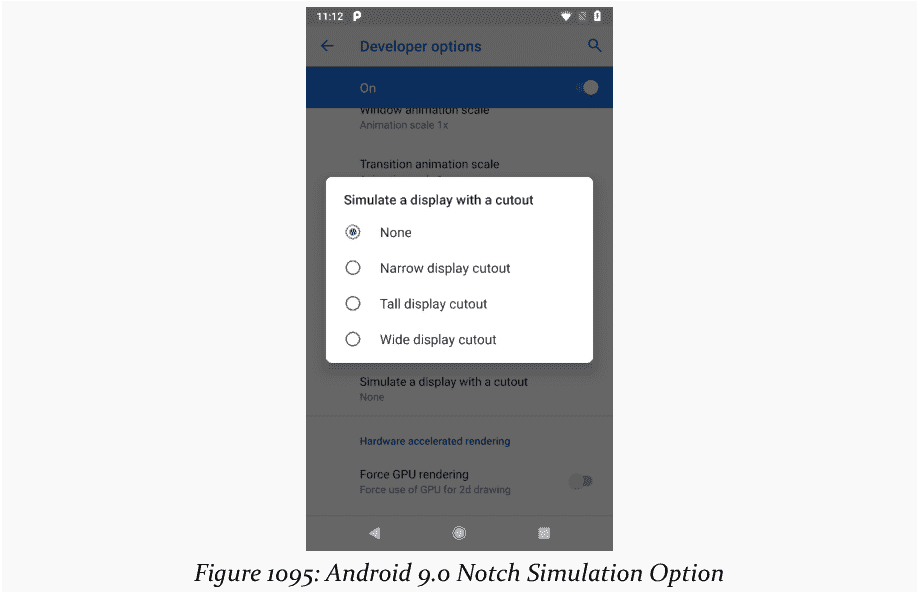 11:12
Developer options
On
Window animation scale
Animation scale 1x
Transition animation scale
Simulate a display with a cutout
None
Narrow display cutout
Tall display cutout
Wide display cutout
Simulate a display with a cutout
None
Hardware accelerated rendering
Force GPU rendering
Force use of GPU for 2d drawing
Figure 1095: Android 9.0 Notch Simulation Option